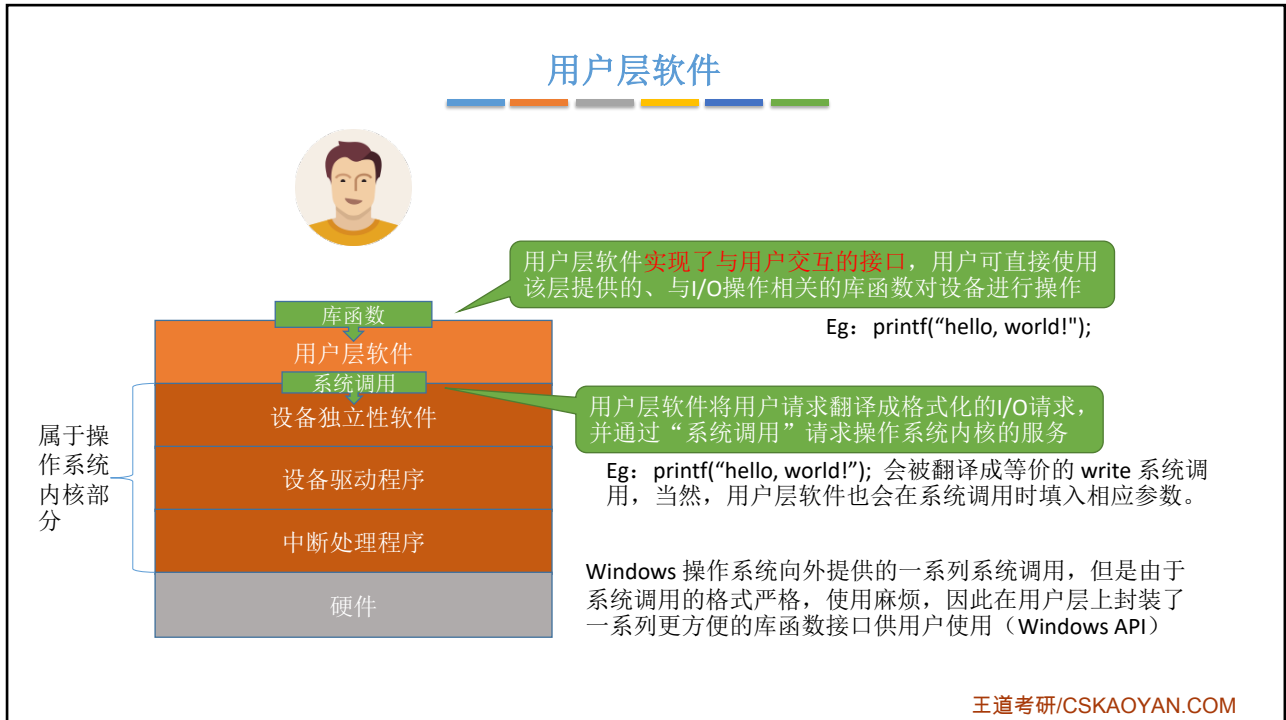 用户层软件
用户层软件实现了与用户交互的接口，用户可直接使用
该层提供的、与I/O操作相关的库函数对设备进行操作
库函数
Eg：printf(“hello, world!");
用户层软件
系统调用
用户层软件将用户请求翻译成格式化的I/O请求，
并通过“系统调用”请求操作系统内核的服务
设备独立性软件
属于操
作系统
内核部
分
Eg：printf(“hello, world!”); 会被翻译成等价的 write 系统调
用，当然，用户层软件也会在系统调用时填入相应参数。
设备驱动程序
中断处理程序
Windows 操作系统向外提供的一系列系统调用，但是由于
系统调用的格式严格，使用麻烦，因此在用户层上封装了
一系列更方便的库函数接口供用户使用（Windows API）
硬件
王道考研/CSKAOYAN.COM